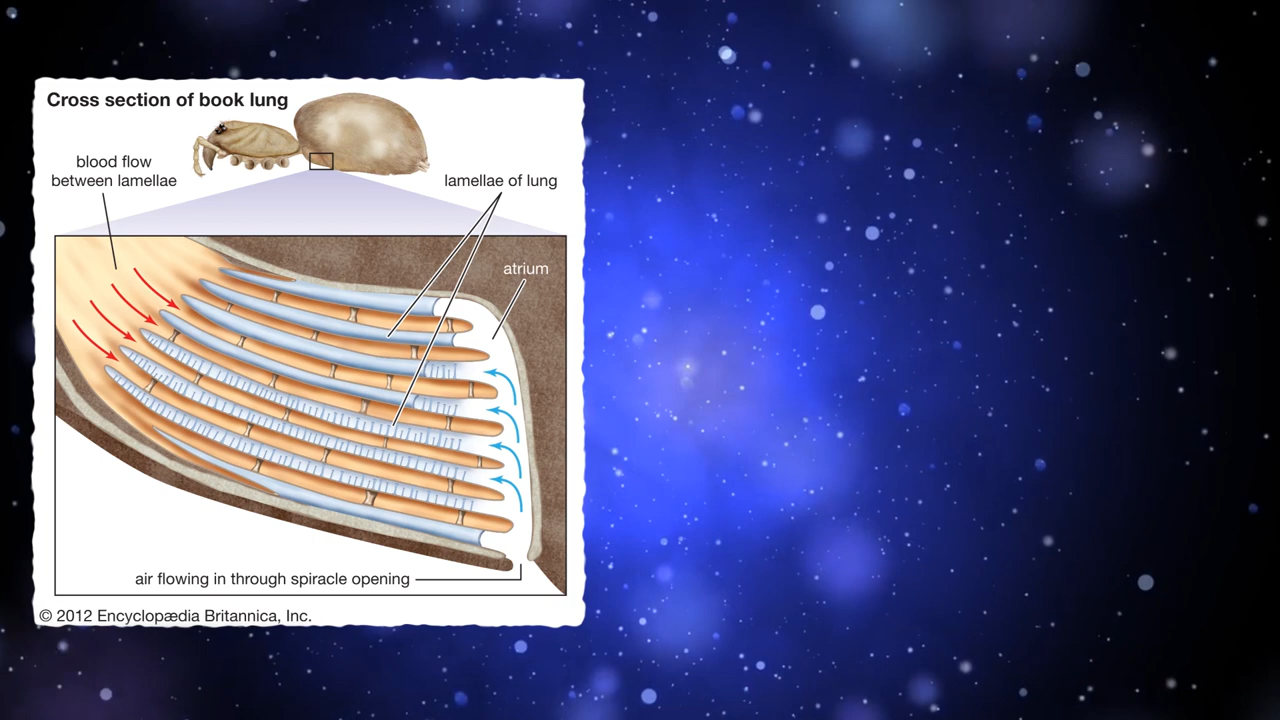 Cross section of book lung
blood flow
between lamellae
lamellae of lung
atrium
air flowing in through spiracle opening
© 2012 Encyclopædia Britannica, Inc.